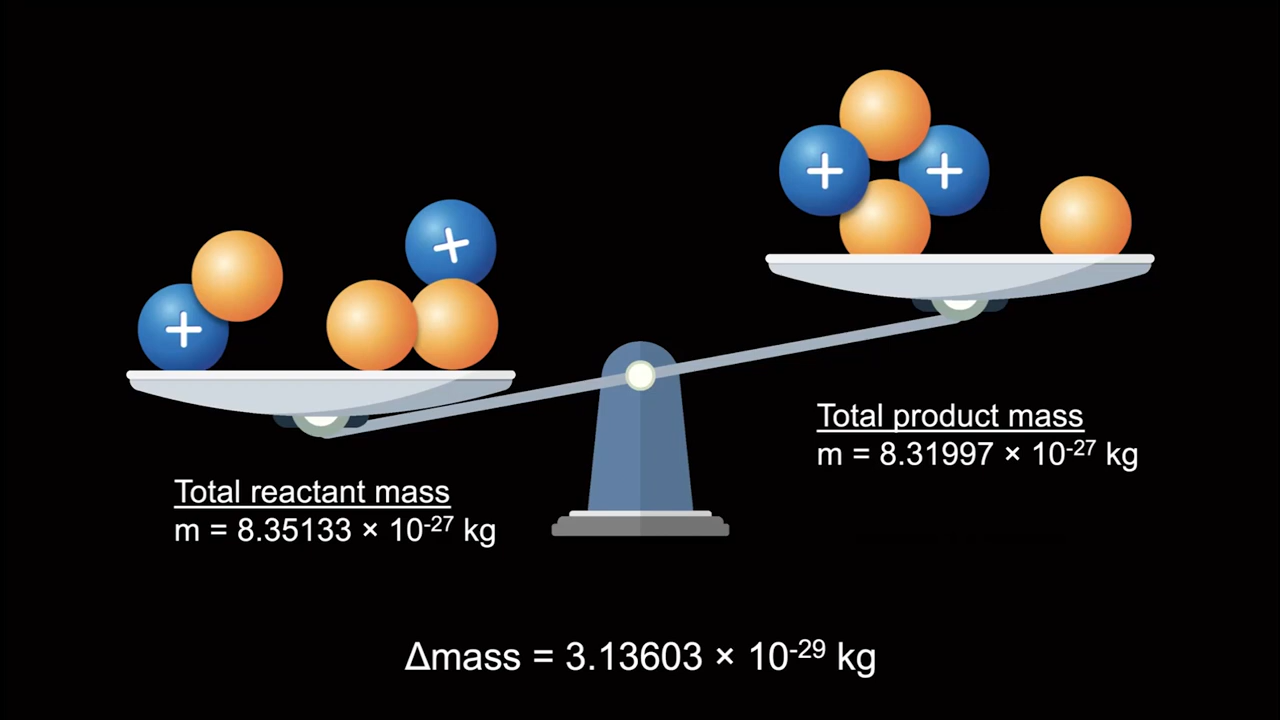 +
+
+
+
Total product mass
m = 8.31997 × 10⁻²⁷ kg
Total reactant mass
m = 8.35133 × 10⁻²⁷ kg
Δmass = 3.13603 × 10⁻²⁹ kg